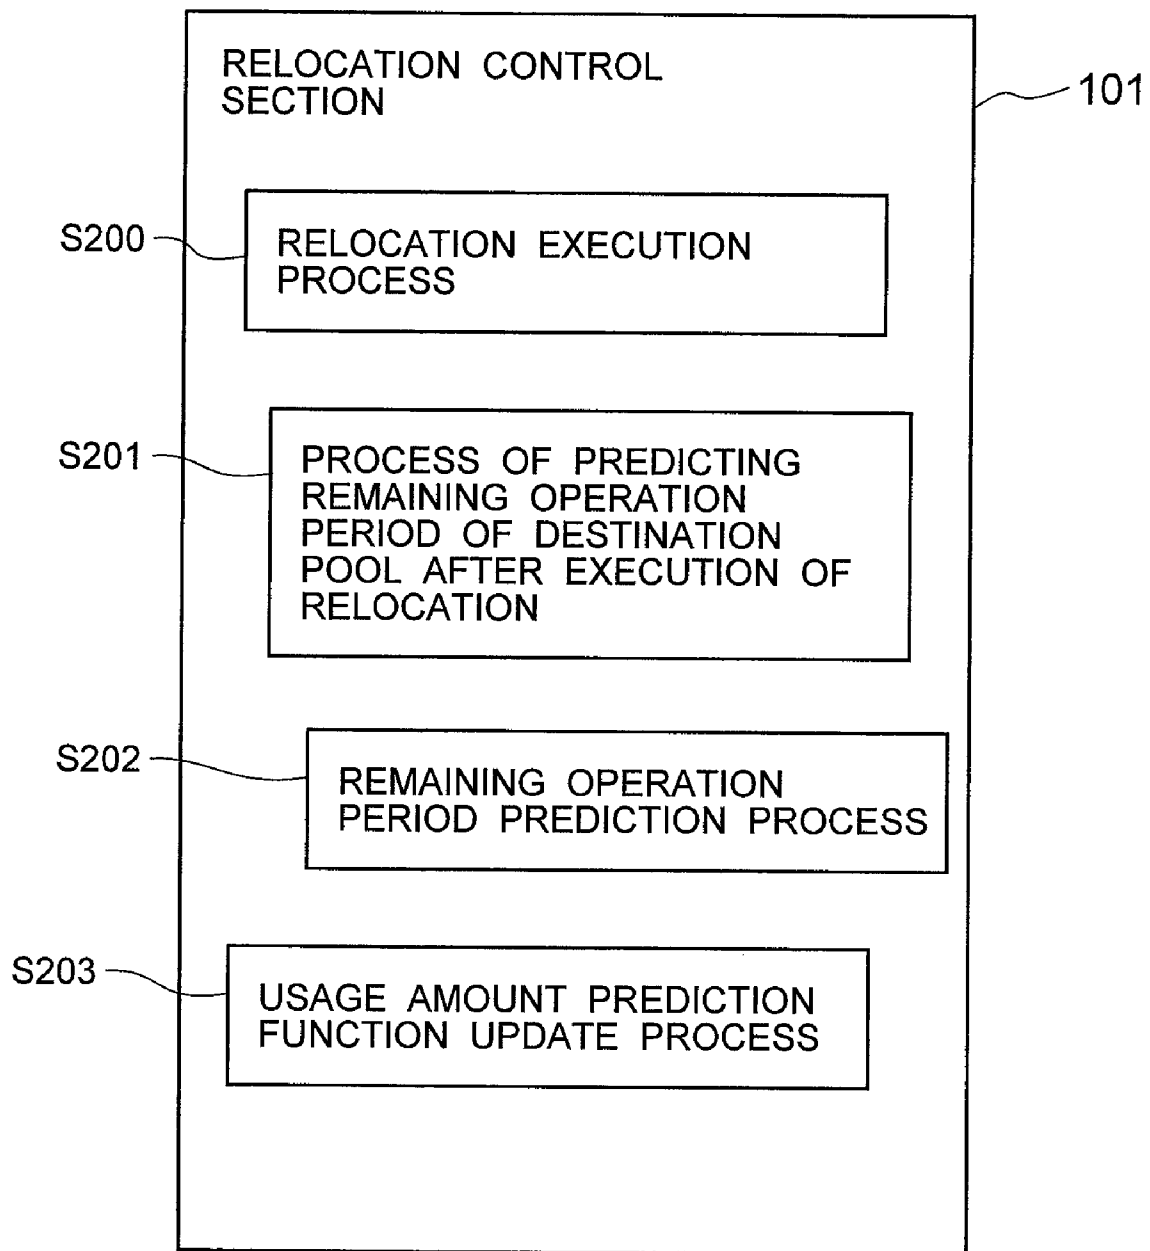 RELOCATION CONTROL
SECTION
101
S200
RELOCATION EXECUTION
PROCESS
S201
PROCESS OF PREDICTING
REMAINING OPERATION
PERIOD OF DESTINATION
POOL AFTER EXECUTION OF
RELOCATION
S202
REMAINING OPERATION
PERIOD PREDICTION PROCESS
S203
USAGE AMOUNT PREDICTION
FUNCTION UPDATE PROCESS